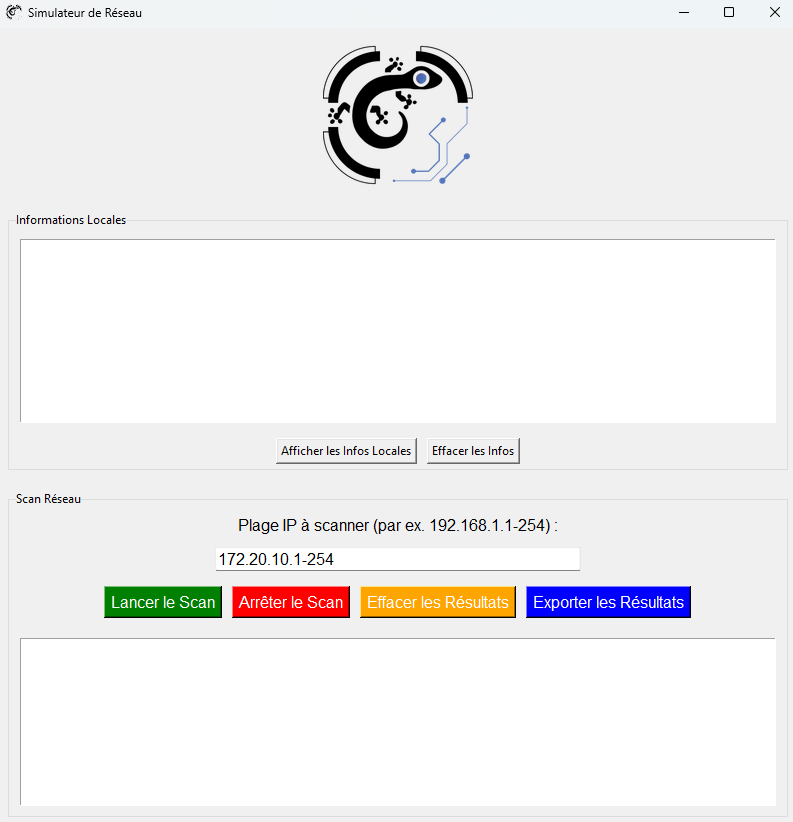 Simulateur de Réseau
Informations Locales
Afficher les Infos Locales Effacer les Infos
Scan Réseau
Plage IP à scanner (par ex. 192.168.1.1-254) :
172.20.10.1-254
Lancer le Scan Arrêter le Scan Effacer les Résultats Exporter les Résultats